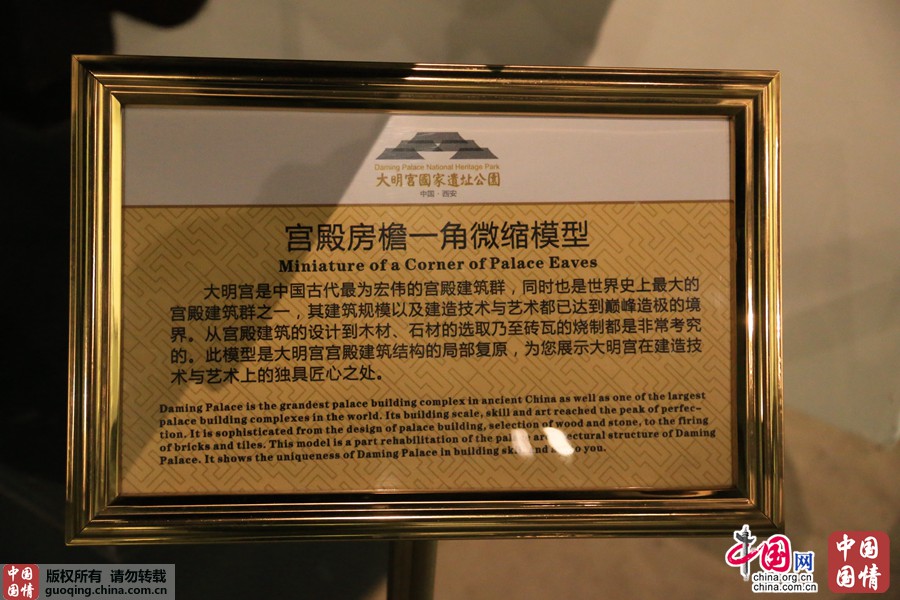 Daming Palace National Heritage Park
大明宫國家遺址公園
中国·西安
宫殿房檐一角微缩模型
Miniature of a Corner of Palace Eaves
大明宫是中国古代最为宏伟的宫殿建筑群，同时也是世界史上最大的
宫殿建筑群之一，其建筑规模以及建造技术与艺术都已达到巅峰造极的境
界。从宫殿建筑的设计到木材、石材的选取乃至砖瓦的烧制都是非常考究
的。此模型是大明宫宫殿建筑结构的局部复原，为您展示大明宫在建造技
术与艺术上的独具匠心之处。
Daming Palace is the grandest palace building complex in ancient China as well as one of the largest
palace building complexes in the world. Its building scale, skill and art reached the peak of perfec-
tion. It is sophisticated from the design of palace building, selection of wood and stone, to the firing
of bricks and tiles. This model is a part rehabilitation of the structure of Daming
Palace. It shows the uniqueness of Daming Palace in building to you.
中国网
china.org.cn
china.com.cn
中国国情
中国国情
版权所有 请勿转载
guoqing.china.com.cn